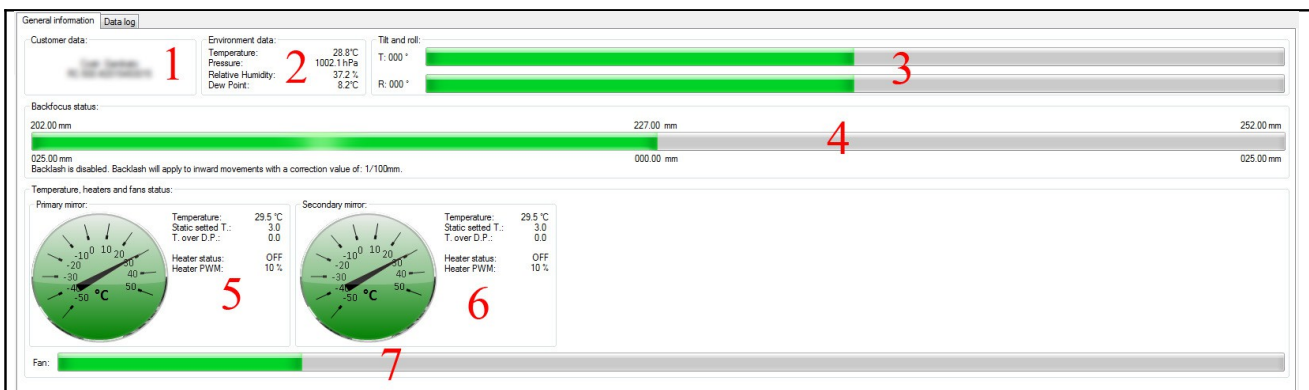 General information Data log
Customer data:
1
Environment data:
Temperature: 28.8°C
Pressure: 1002.1 hPa
Relative Humidity: 37.2 %
Dew Point: 8.2°C
2
Tilt and roll:
T: 000 °
R: 000 °
3
Backfocus status:
202.00 mm 227.00 mm 252.00 mm
4
025.00 mm 000.00 mm 025.00 mm
Backlash is disabled. Backlash will apply to inward movements with a correction value of: 1/100mm.
Temperature, heaters and fans status:
Primary mirror:
-50 -40 -30 -20 -10 0 10 20 30 40 50
°C
Temperature: 29.5 °C
Static setted T.: 3.0
T. over D.P.: 0.0
Heater status: OFF
Heater PWM: 10 %
5
Secondary mirror:
-50 -40 -30 -20 -10 0 10 20 30 40 50
°C
Temperature: 29.5 °C
Static setted T.: 3.0
T. over D.P.: 0.0
Heater status: OFF
Heater PWM: 10 %
6
Fan:
7